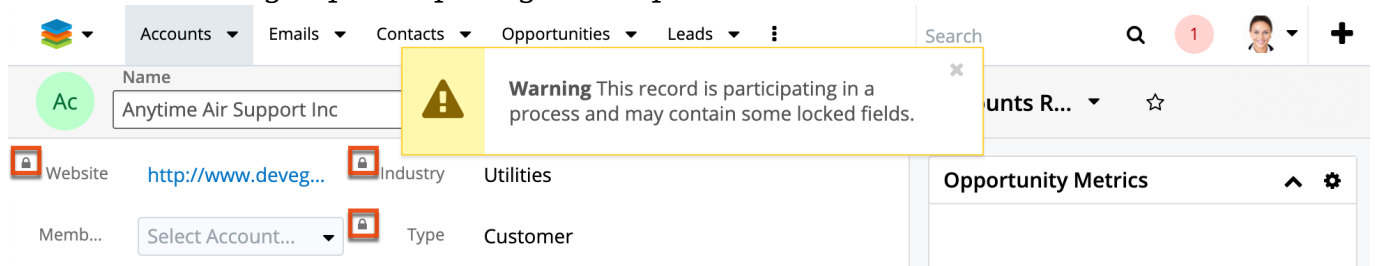 Accounts Emails Contacts Opportunities Leads Search 1
Name
Ac Anytime Air Support Inc
Warning This record is participating in a
process and may contain some locked fields.
ounts R...
Website http://www.deveg... Industry Utilities
Opportunity Metrics
Memb... Select Account... Type Customer